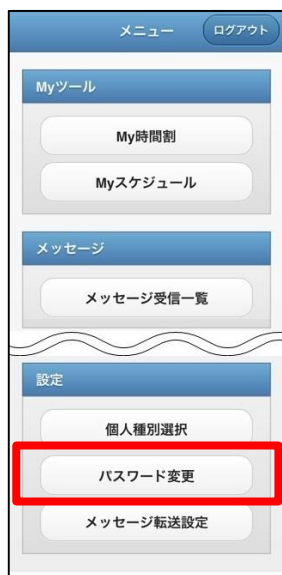 メニュー ログアウト
Myツール
My時間割
Myスケジュール
メッセージ
メッセージ受信一覧
設定
個人種別選択
パスワード変更
メッセージ転送設定